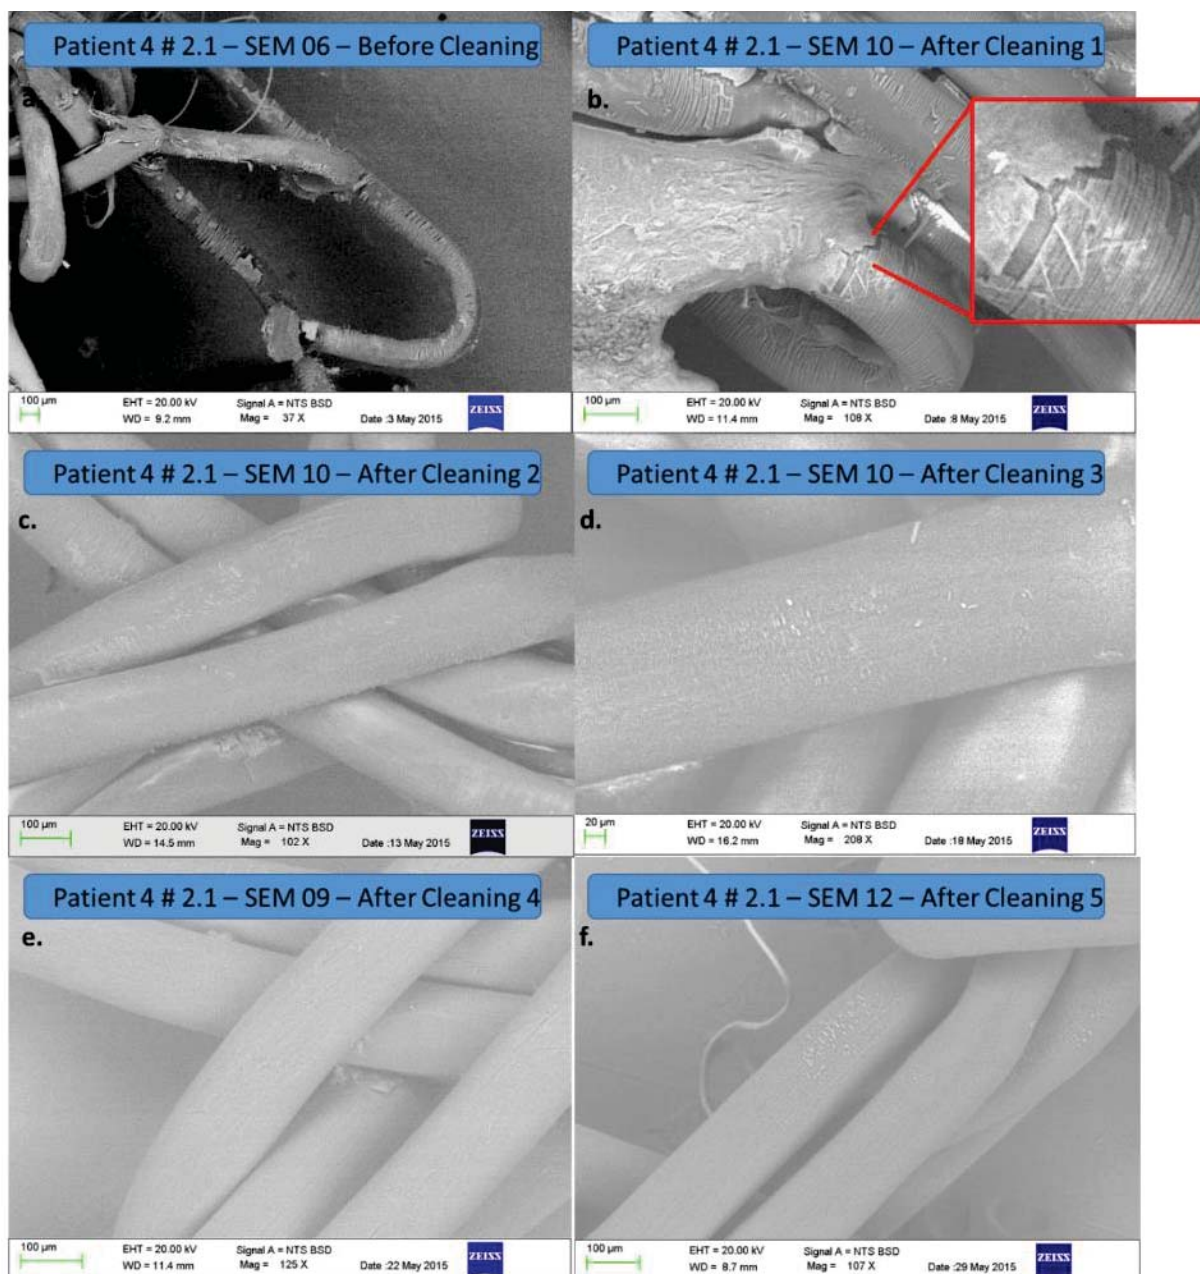 Patient 4 # 2.1 – SEM 06 – Before Cleaning
a.
100 µm
EHT = 20.00 kV
Signal A = NTS BSD
WD = 9.2 mm
Mag = 37 X
Date :3 May 2015
ZEISS
Patient 4 # 2.1 – SEM 10 – After Cleaning 1
b.
100 µm
EHT = 20.00 kV
Signal A = NTS BSD
WD = 11.4 mm
Mag = 108 X
Date :8 May 2015
ZEISS
Patient 4 # 2.1 – SEM 10 – After Cleaning 2
c.
100 µm
EHT = 20.00 kV
Signal A = NTS BSD
WD = 14.5 mm
Mag = 102 X
Date :13 May 2015
ZEISS
Patient 4 # 2.1 – SEM 10 – After Cleaning 3
d.
20 µm
EHT = 20.00 kV
Signal A = NTS BSD
WD = 16.2 mm
Mag = 208 X
Date :18 May 2015
ZEISS
Patient 4 # 2.1 – SEM 09 – After Cleaning 4
e.
100 µm
EHT = 20.00 kV
Signal A = NTS BSD
WD = 11.4 mm
Mag = 125 X
Date :22 May 2015
ZEISS
Patient 4 # 2.1 – SEM 12 – After Cleaning 5
f.
100 µm
EHT = 20.00 kV
Signal A = NTS BSD
WD = 8.7 mm
Mag = 107 X
Date :29 May 2015
ZEISS